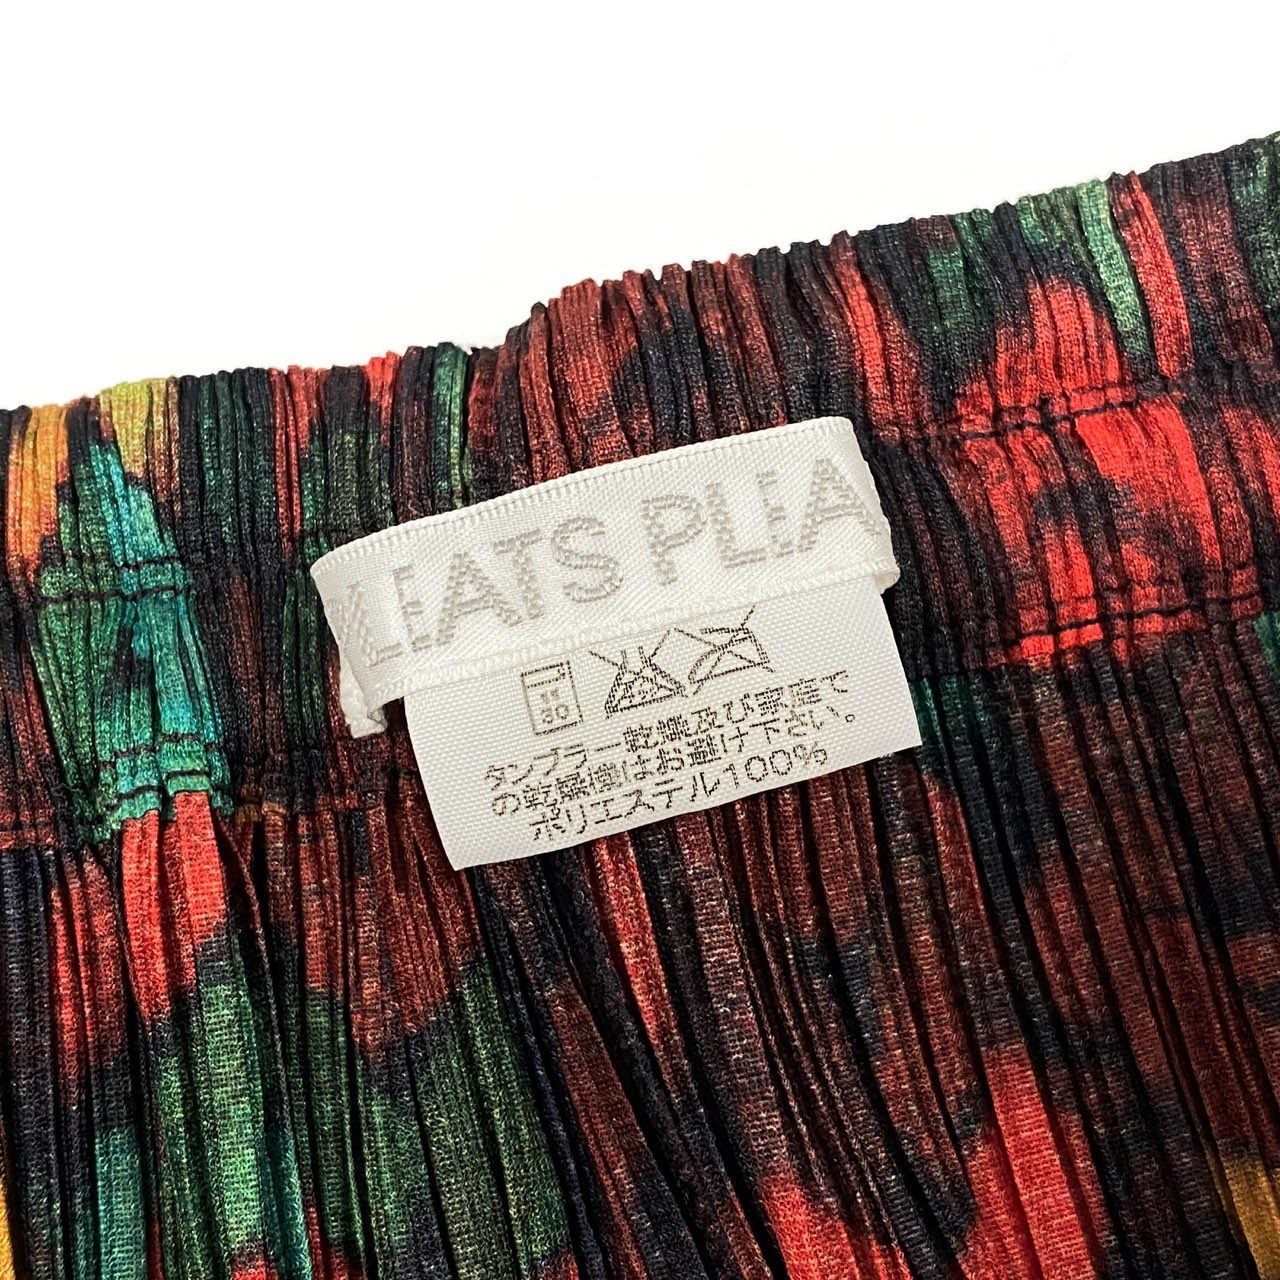 LEATS PLIA
30
タンブラー乾燥及び家庭で
の乾燥機はお避け下さい。
ポリエステル100%